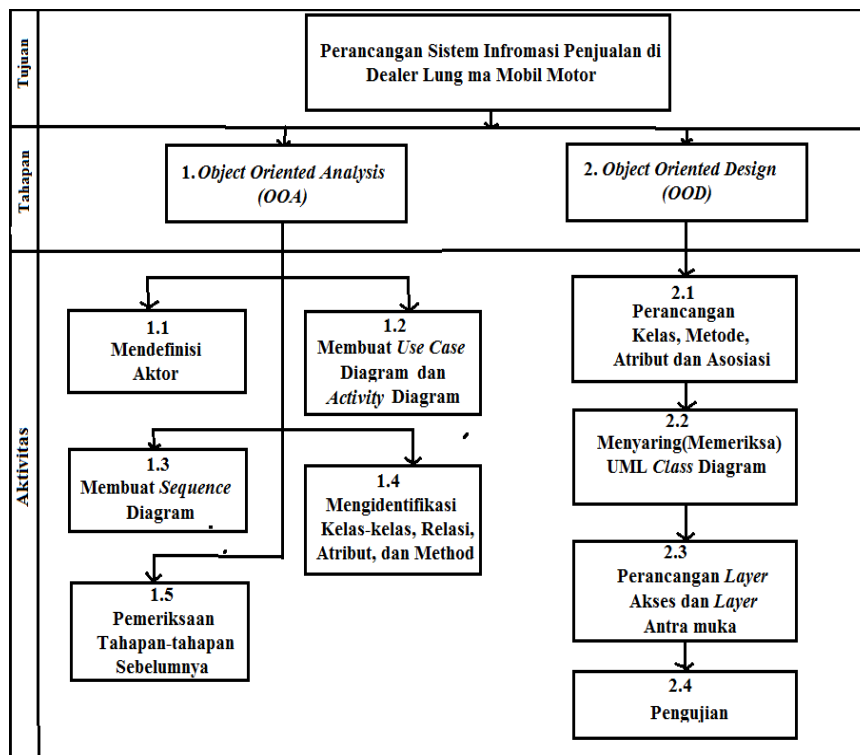 Tujuan
Perancangan Sistem Infromasi Penjualan di
Dealer Lung ma Mobil Motor
Tahapan
1. Object Oriented Analysis
(OOA)
2. Object Oriented Design
(OOD)
Aktivitas
1.1
Mendefinisi
Aktor
1.2
Membuat Use Case
Diagram dan
Activity Diagram
1.3
Membuat Sequence
Diagram
1.4
Mengidentifikasi
Kelas-kelas, Relasi,
Atribut, dan Method
1.5
Pemeriksaan
Tahapan-tahapan
Sebelumnya
2.1
Perancangan
Kelas, Metode,
Atribut dan Asosiasi
2.2
Menyaring(Memeriksa)
UML Class Diagram
2.3
Perancangan Layer
Akses dan Layer
Antra muka
2.4
Pengujian